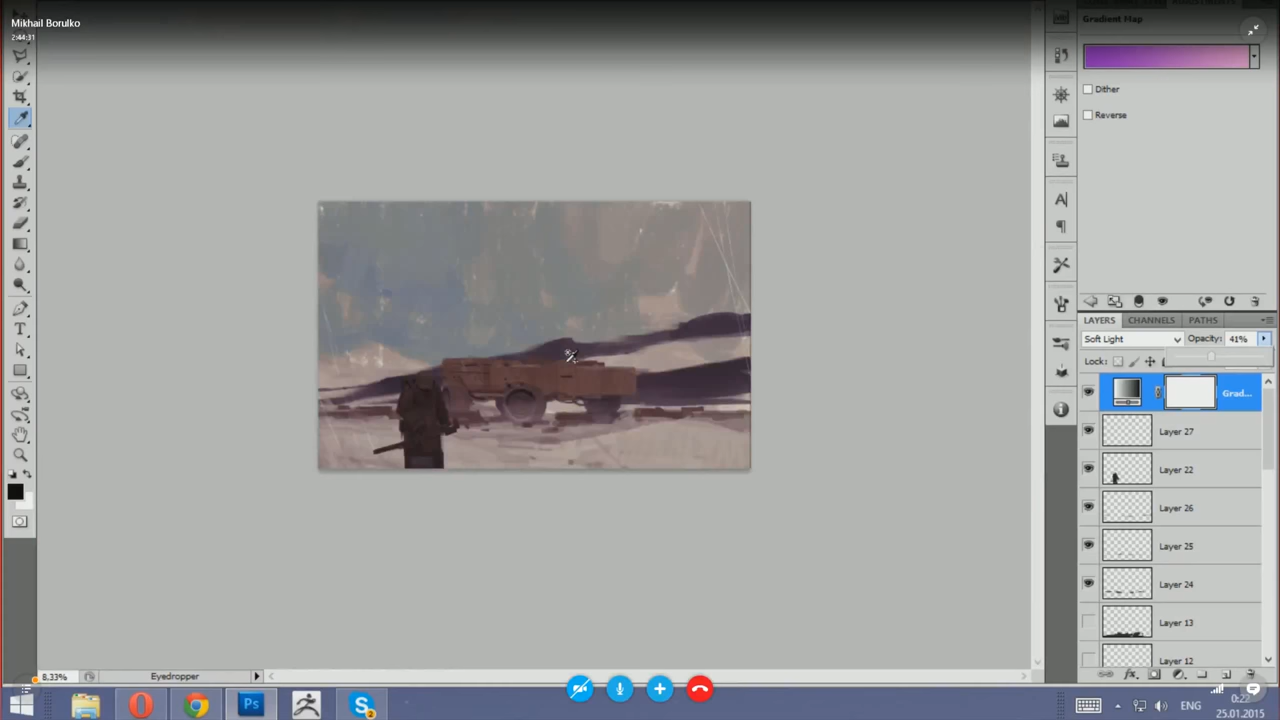 Mikhail Borulko
2:44:31
Gradient Map
Dither
Reverse
LAYERS CHANNELS PATHS
Soft Light Opacity: 41%
Lock:
Grad...
Layer 27
Layer 22
Layer 26
Layer 25
Layer 24
Layer 13
Layer 12
8.33% Eyedropper
Ps
2
ENG
25.01.2015